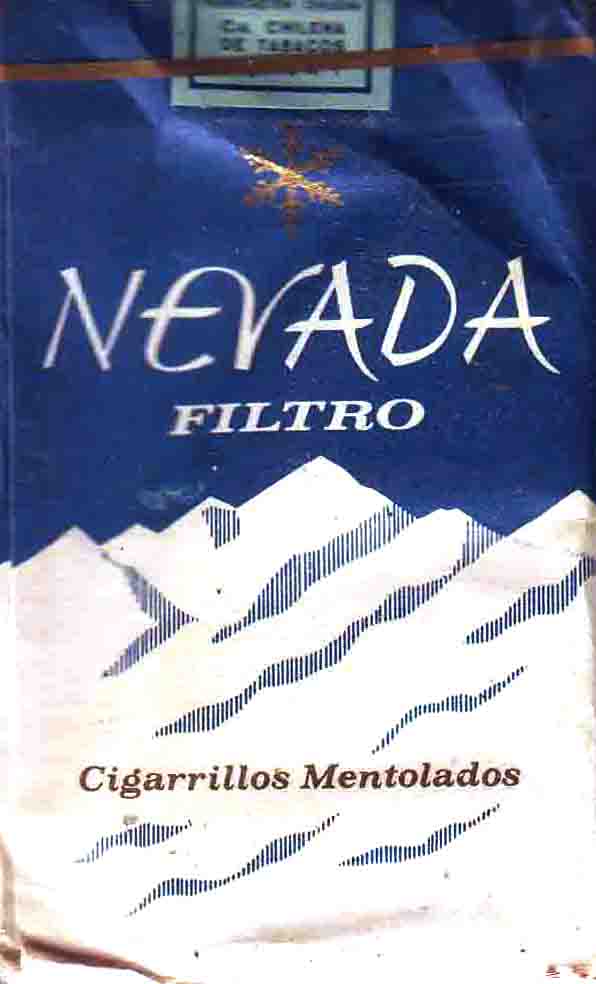 Cia. CHILENA
DE TABACOS
NEVADA
FILTRO
Cigarrillos Mentolados